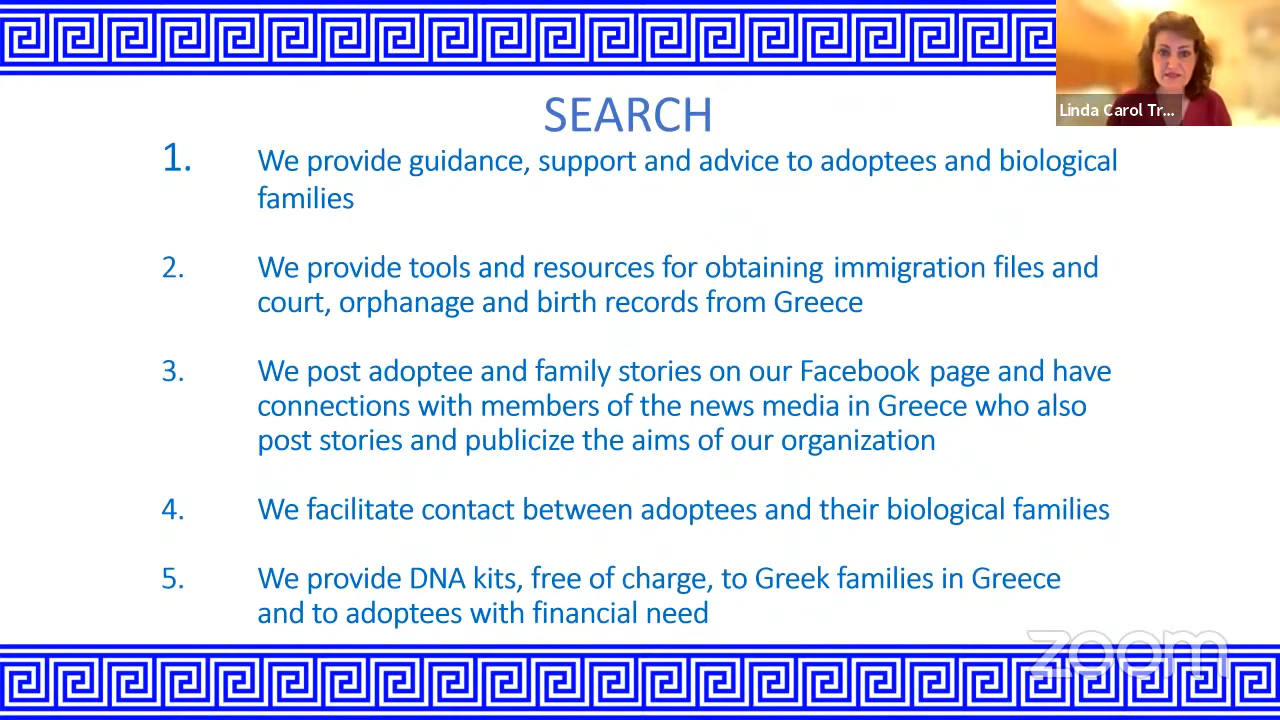 Linda Carol Tr...
SEARCH
1. We provide guidance, support and advice to adoptees and biological
families
2. We provide tools and resources for obtaining immigration files and
court, orphanage and birth records from Greece
3. We post adoptee and family stories on our Facebook page and have
connections with members of the news media in Greece who also
post stories and publicize the aims of our organization
4. We facilitate contact between adoptees and their biological families
5. We provide DNA kits, free of charge, to Greek families in Greece
and to adoptees with financial need
zoom